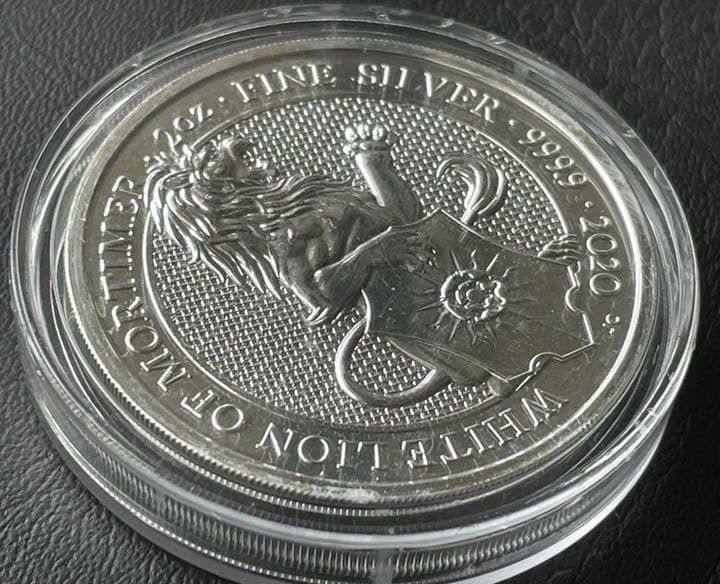 WHITE LION OF MORTIMER · 2oz · FINE SILVER · 9999 · 2020